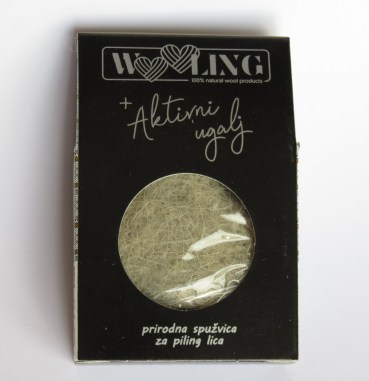 WOOLING
100% natural wool products
+ Aktivni
ugalj
prirodna spužvica
za piling lica